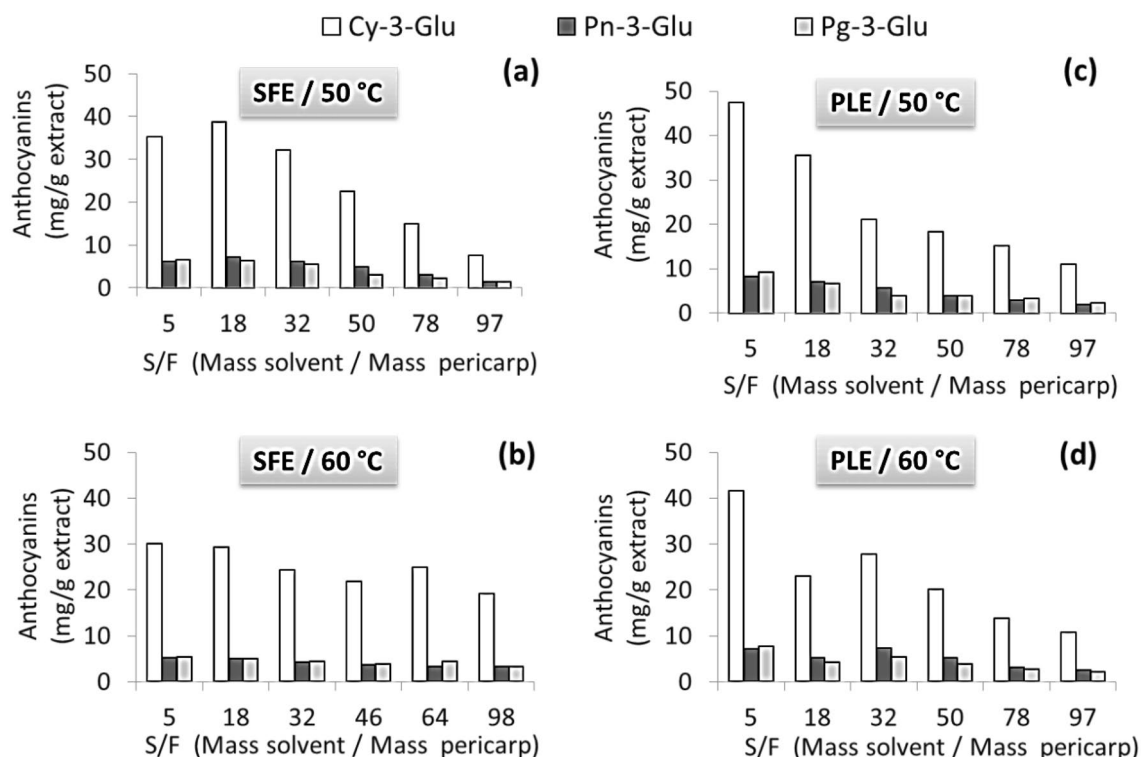 Cy-3-Glu Pn-3-Glu Pg-3-Glu
(a)
SFE / 50 °C
Anthocyanins
(mg/g extract)
50
40
30
20
10
0
5 18 32 50 78 97
S/F (Mass solvent / Mass pericarp)
(c)
PLE / 50 °C
Anthocyanins
(mg/g extract)
50
40
30
20
10
0
5 18 32 50 78 97
S/F (Mass solvent / Mass pericarp)
(b)
SFE / 60 °C
Anthocyanins
(mg/g extract)
50
40
30
20
10
0
5 18 32 46 64 98
S/F (Mass solvent / Mass pericarp)
(d)
PLE / 60 °C
Anthocyanins
(mg/g extract)
50
40
30
20
10
0
5 18 32 50 78 97
S/F (Mass solvent / Mass pericarp)